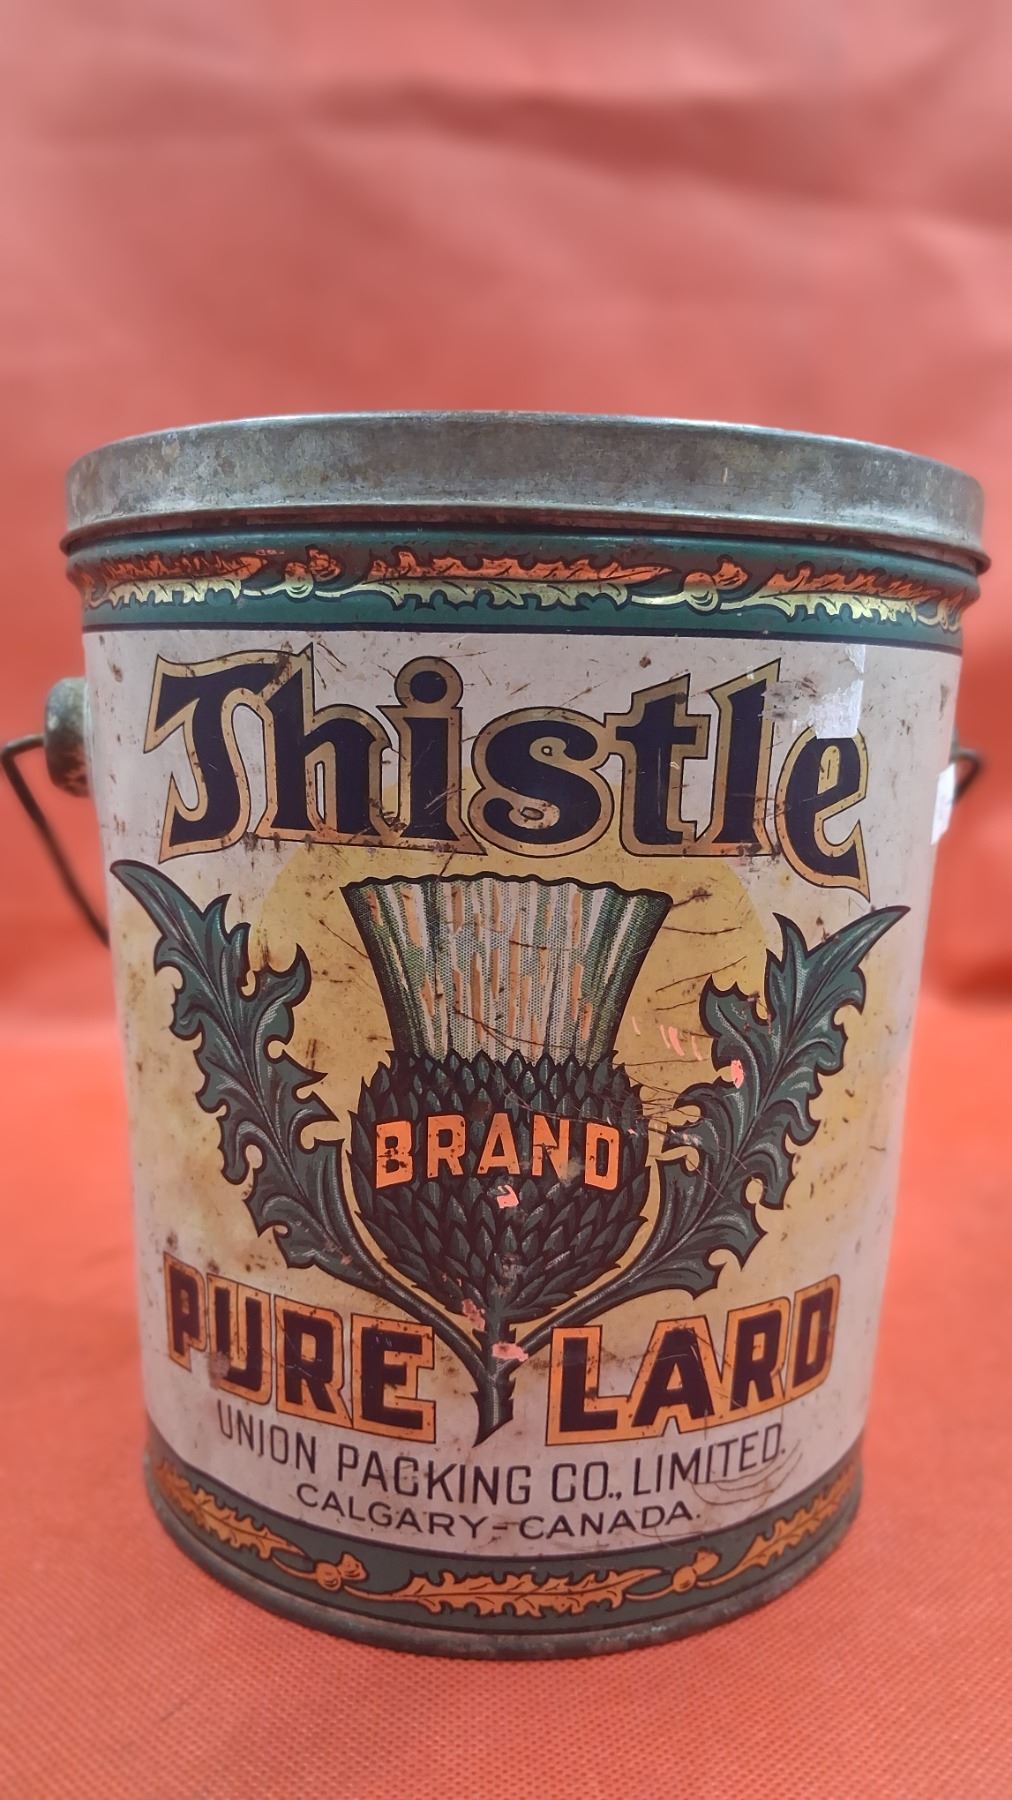 Thistle
BRAND
PURE LARD
UNION PACKING CO., LIMITED.
CALGARY-CANADA.